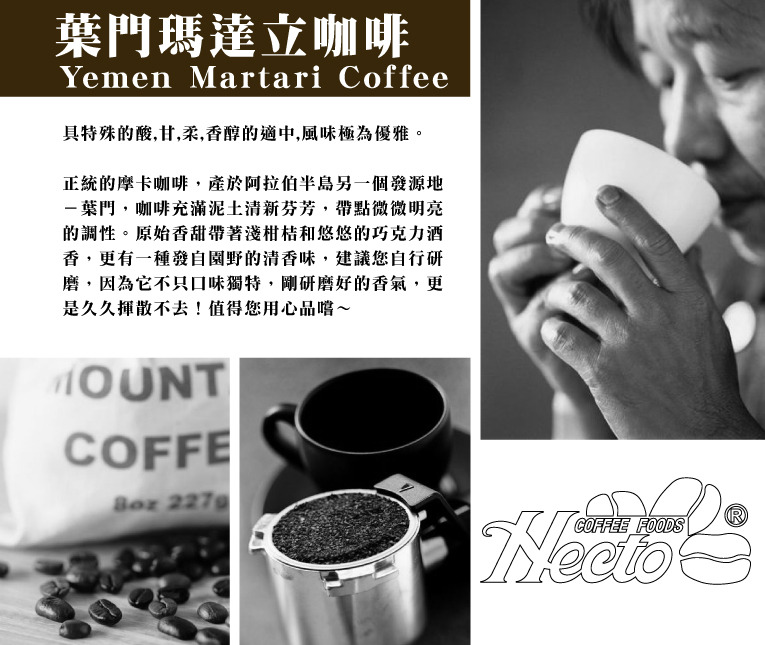 葉門瑪達立咖啡
Yemen Martari Coffee
具特殊的酸,甘,柔,香醇的適中,風味極為優雅。
正統的摩卡咖啡，產於阿拉伯半島另一個發源地
－葉門，咖啡充滿泥土清新芬芳，帶點微微明亮
的調性。原始香甜帶著淺柑桔和悠悠的巧克力酒
香，更有一種發自園野的清香味，建議您自行研
磨，因為它不只口味獨特，剛研磨好的香氣，更
是久久揮散不去！值得您用心品嚐～
MOUNT
COFFE
8oz 227g
COFFEE FOODS
Hecto ®